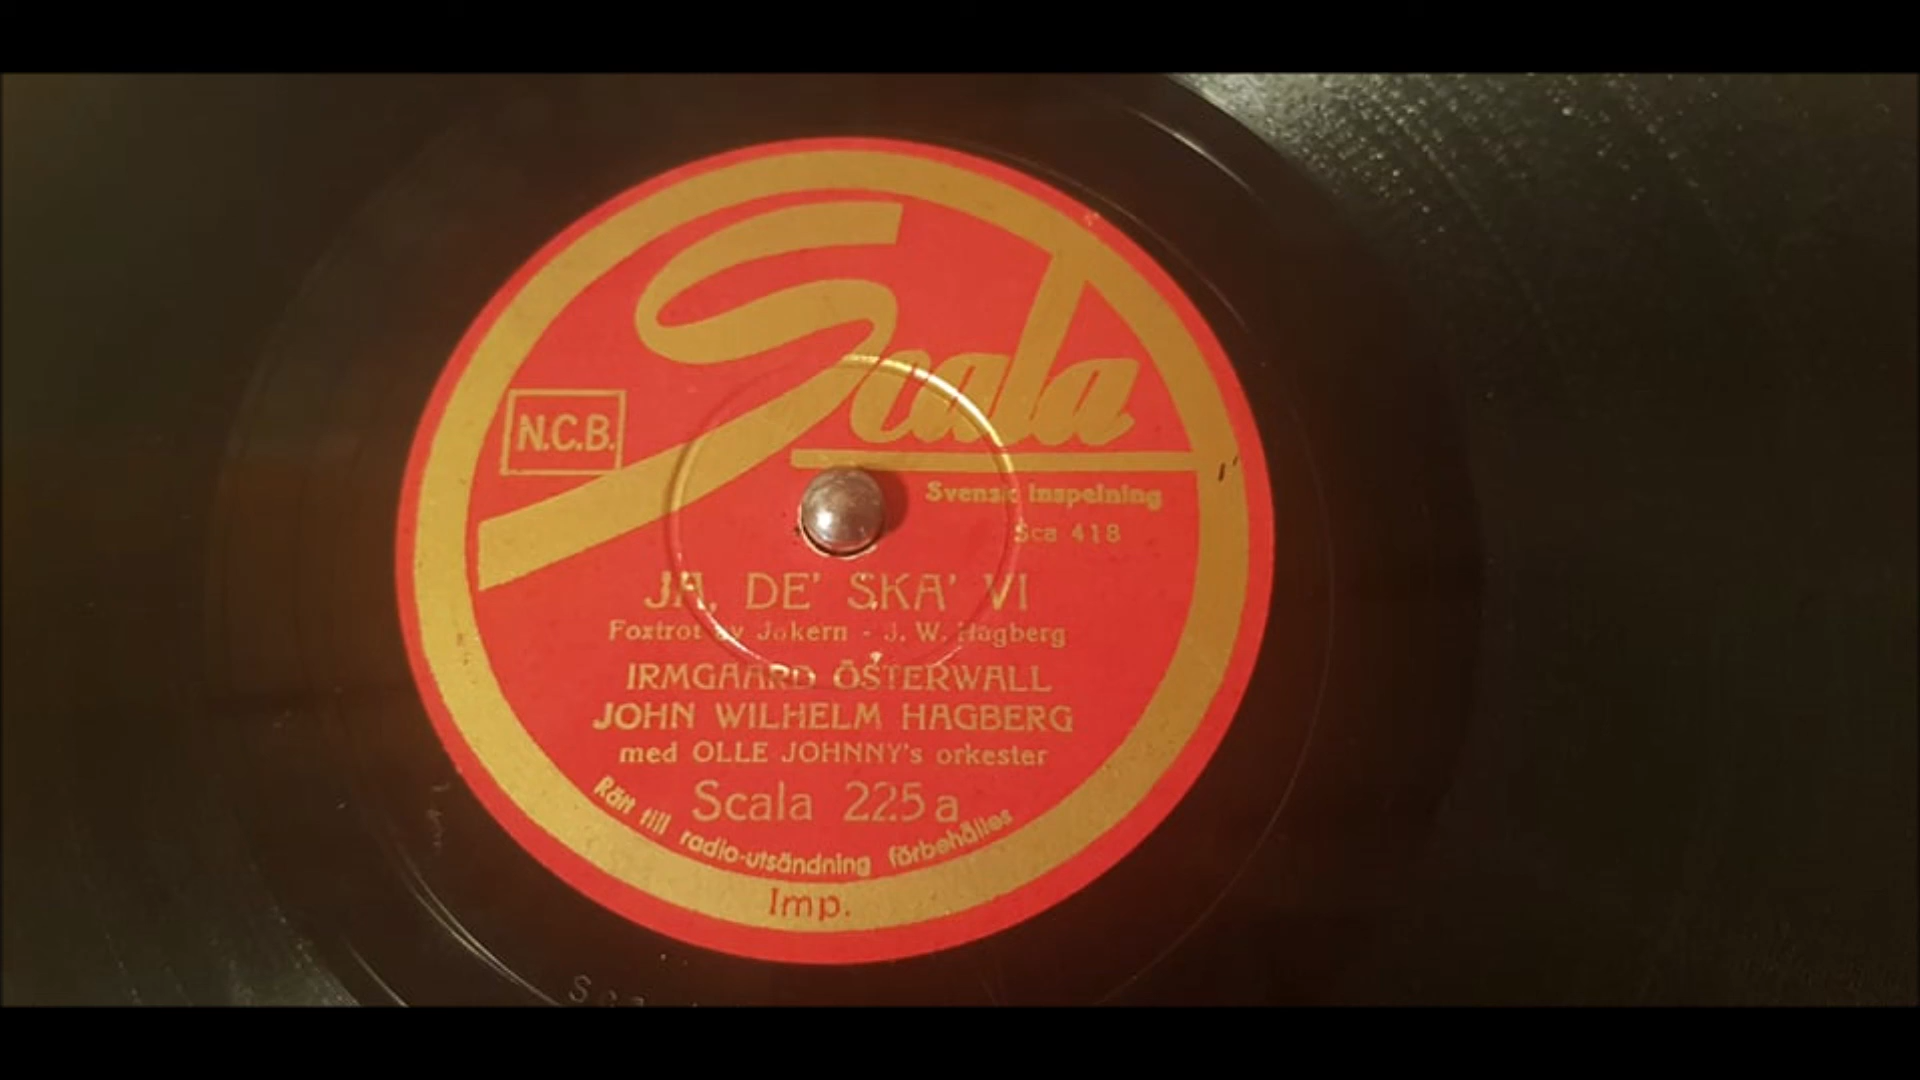 Scala
N.C.B.
Svensk inspelning
Sca 418
JA, DE' SKA' VI
Foxtrot av Jokern - J. W. Hagberg
IRMGAARD ÖSTERWALL
JOHN WILHELM HAGBERG
med OLLE JOHNNY's orkester
Scala 225 a
Rätt till radio-utsändning förbehålles
Imp.